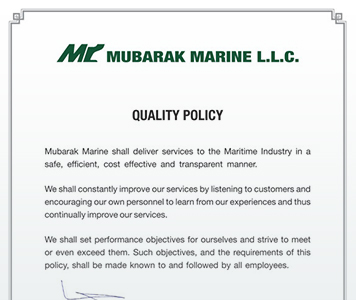 MC MUBARAK MARINE L.L.C.
QUALITY POLICY
Mubarak Marine shall deliver services to the Maritime Industry in a
safe, efficient, cost effective and transparent manner.
We shall constantly improve our services by listening to customers and
encouraging our own personnel to learn from our experiences and thus
continually improve our services.
We shall set performance objectives for ourselves and strive to meet
or even exceed them. Such objectives, and the requirements of this
policy, shall be made known to and followed by all employees.